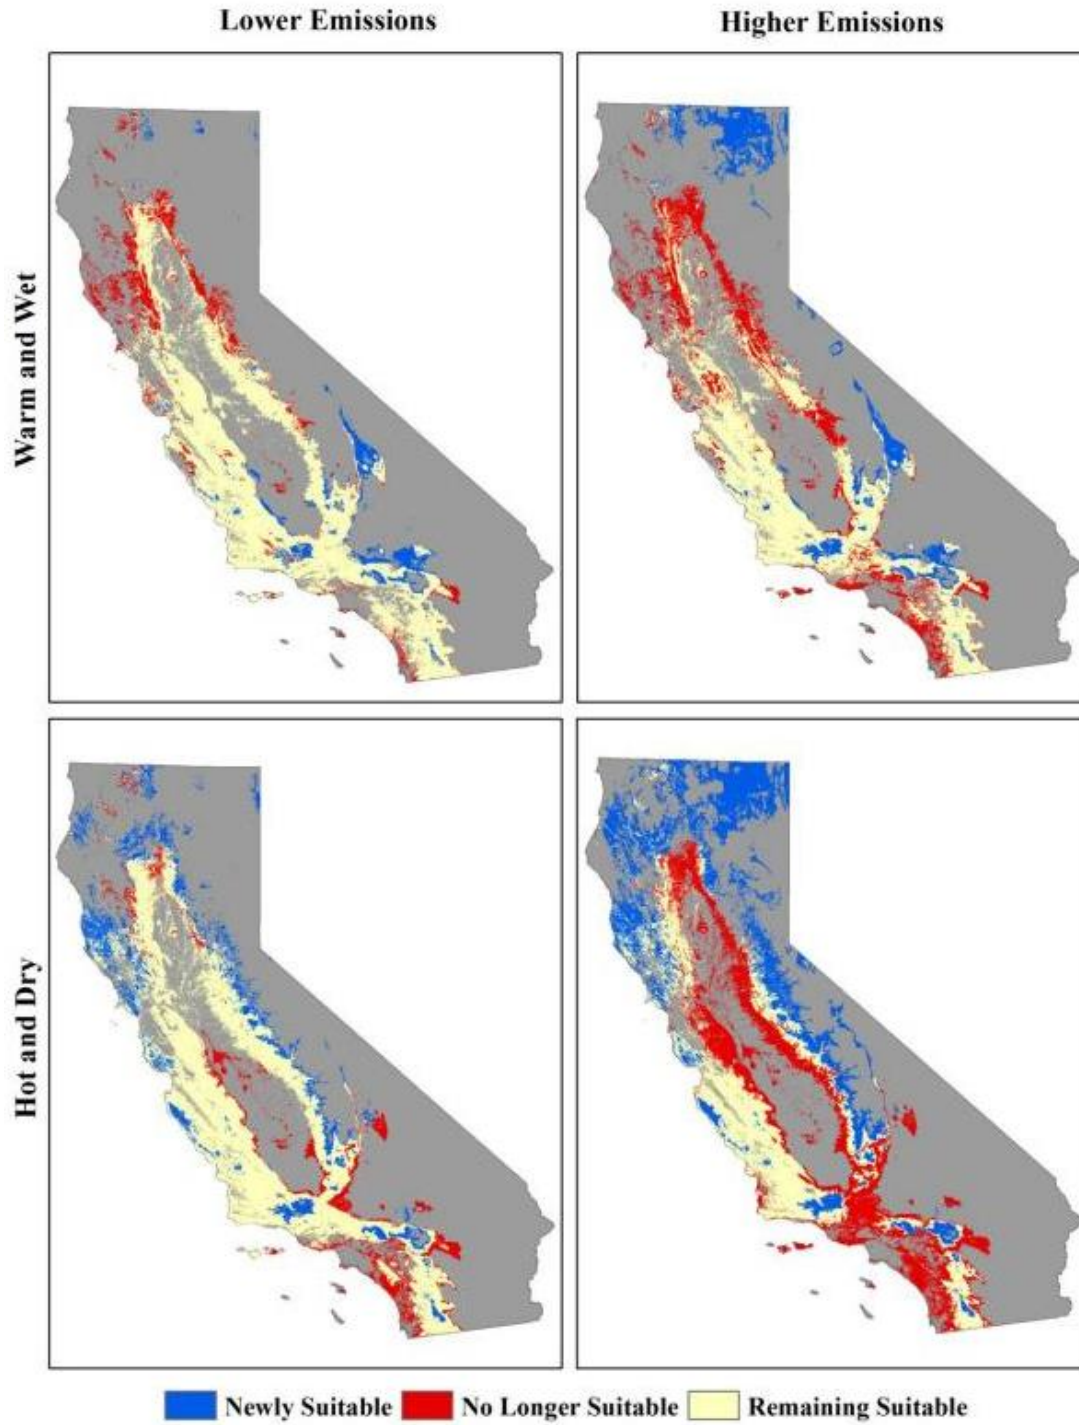 Lower Emissions
Higher Emissions
Warm and Wet
Hot and Dry
Newly Suitable
No Longer Suitable
Remaining Suitable